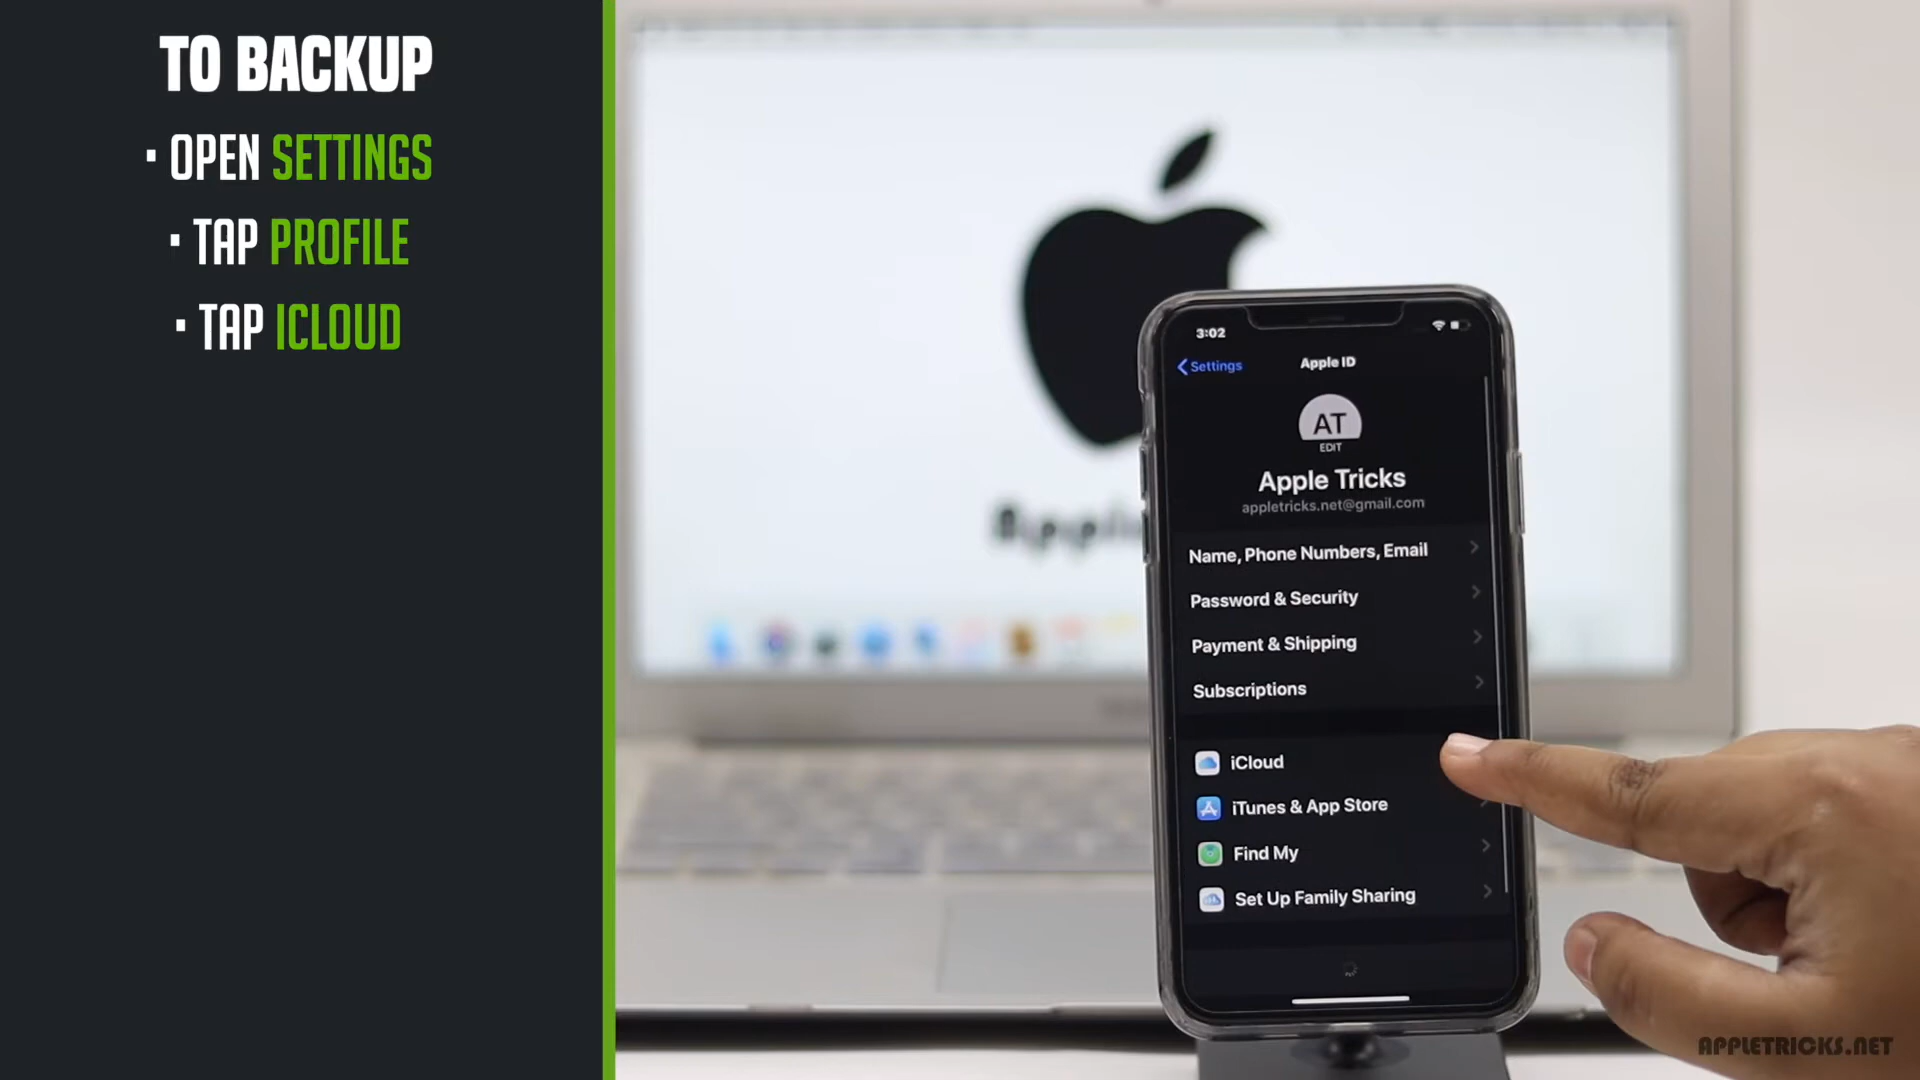 TO BACKUP
· OPEN SETTINGS
· TAP PROFILE
· TAP ICLOUD
3:02
Settings
Apple ID
AT
EDIT
Apple Tricks
appletricks.net@gmail.com
Name, Phone Numbers, Email
Password & Security
Payment & Shipping
Subscriptions
iCloud
iTunes & App Store
Find My
Set Up Family Sharing
APPLETRICKS.NET